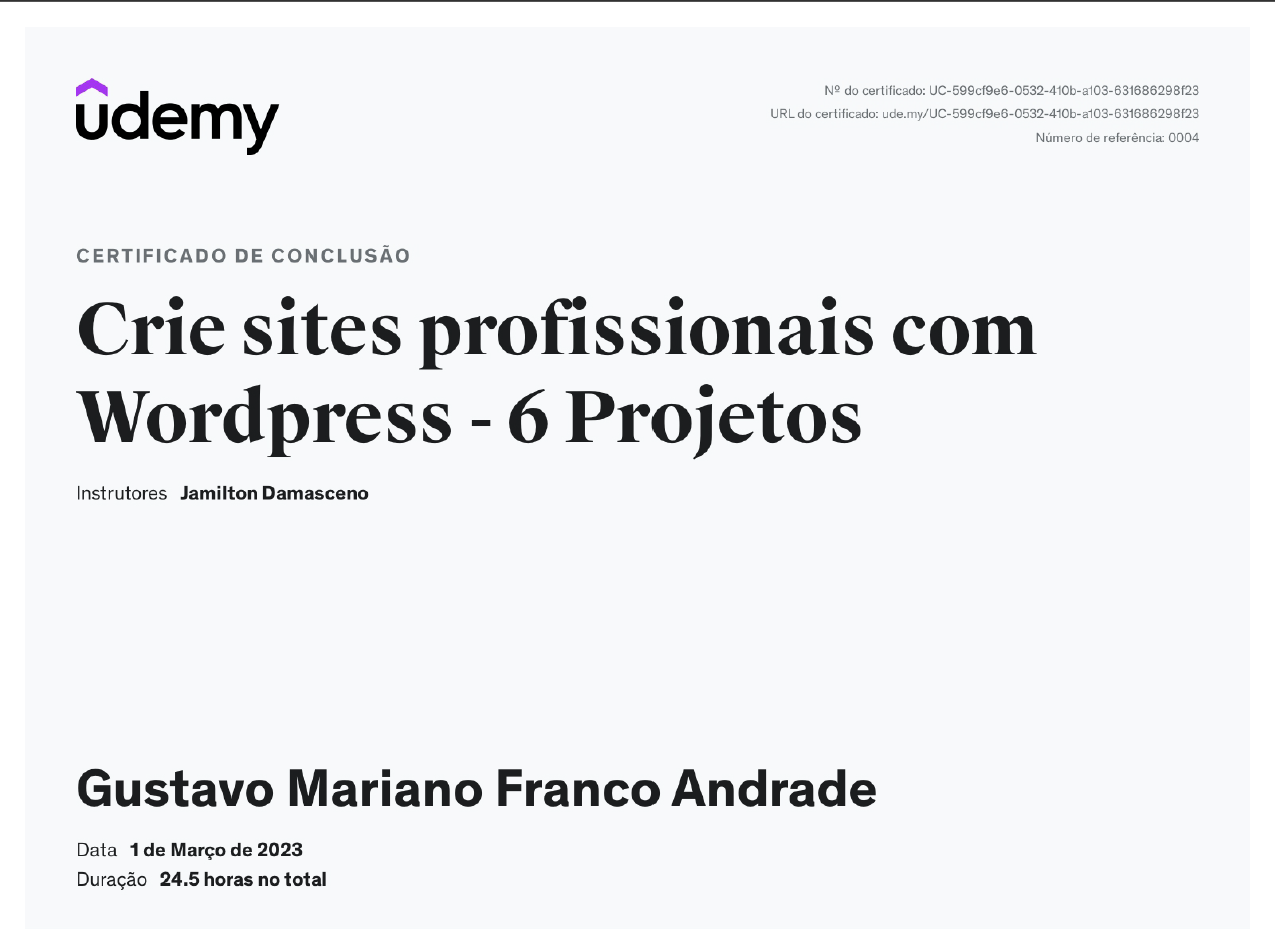 udemy
Nº do certificado: UC-599cf9e6-0532-410b-a103-631686298f23
URL do certificado: ude.my/UC-599cf9e6-0532-410b-a103-631686298f23
Número de referência: 0004
CERTIFICADO DE CONCLUSÃO
Crie sites profissionais com
Wordpress - 6 Projetos
Instrutores Jamilton Damasceno
Gustavo Mariano Franco Andrade
Data 1 de Março de 2023
Duração 24.5 horas no total